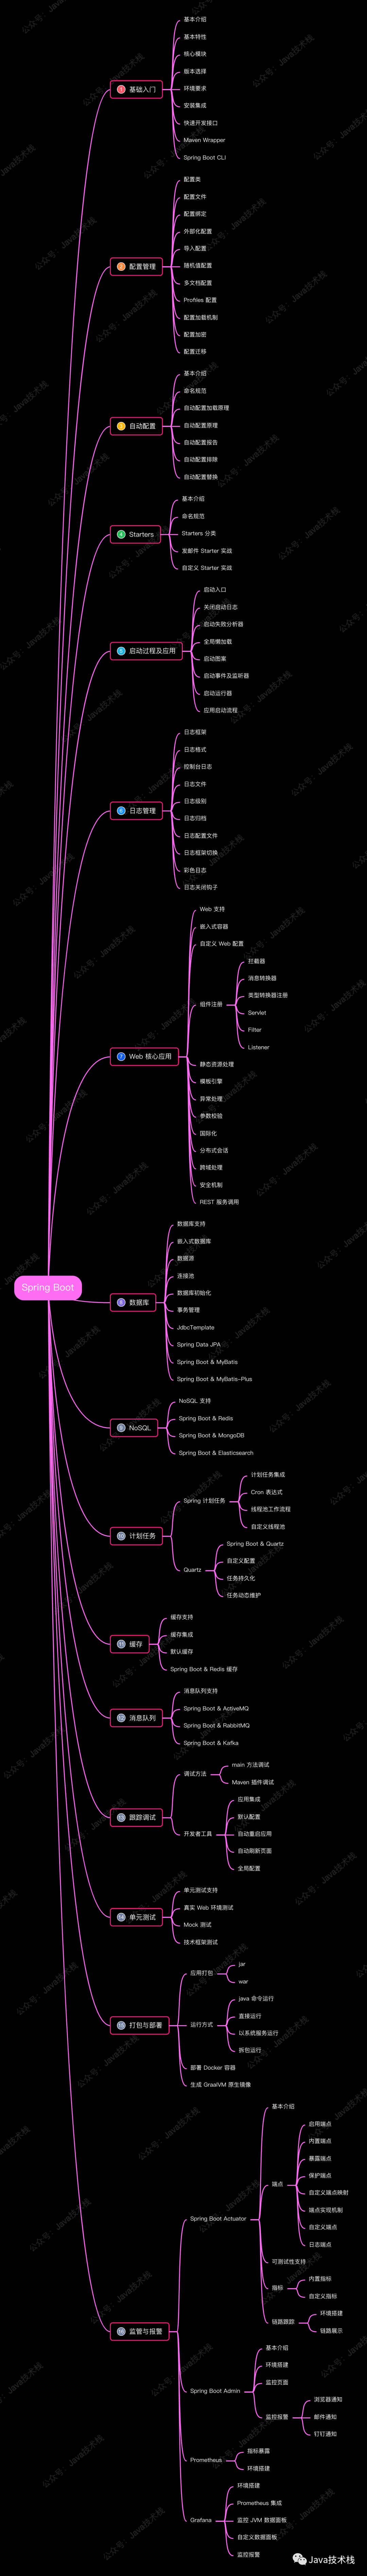 Spring Boot
1 基础入门
基本介绍
基本特性
核心模块
版本选择
环境要求
安装集成
快速开发接口
Maven Wrapper
Spring Boot CLI
2 配置管理
配置类
配置文件
配置绑定
外部化配置
导入配置
随机值配置
多文档配置
Profiles 配置
配置加载机制
配置加密
配置迁移
3 自动配置
基本介绍
命名规范
自动配置加载原理
自动配置原理
自动配置报告
自动配置排除
自动配置替换
4 Starters
基本介绍
命名规范
Starters 分类
发邮件 Starter 实战
自定义 Starter 实战
5 启动过程及应用
启动入口
关闭启动日志
启动失败分析器
全局懒加载
启动图案
启动事件及监听器
启动运行器
应用启动流程
6 日志管理
日志框架
日志格式
控制台日志
日志文件
日志级别
日志归档
日志配置文件
日志框架切换
彩色日志
日志关闭钩子
7 Web 核心应用
Web 支持
嵌入式容器
自定义 Web 配置
组件注册
拦截器
消息转换器
类型转换器注册
Servlet
Filter
Listener
静态资源处理
模板引擎
异常处理
参数校验
国际化
分布式会话
跨域处理
安全机制
REST 服务调用
8 数据库
数据库支持
嵌入式数据库
数据源
连接池
数据库初始化
事务管理
JdbcTemplate
Spring Data JPA
Spring Boot & MyBatis
Spring Boot & MyBatis-Plus
9 NoSQL
NoSQL 支持
Spring Boot & Redis
Spring Boot & MongoDB
Spring Boot & Elasticsearch
10 计划任务
Spring 计划任务
计划任务集成
Cron 表达式
线程池工作流程
自定义线程池
Quartz
Spring Boot & Quartz
自定义配置
任务持久化
任务动态维护
11 缓存
缓存支持
缓存集成
默认缓存
Spring Boot & Redis 缓存
12 消息队列
消息队列支持
Spring Boot & ActiveMQ
Spring Boot & RabbitMQ
Spring Boot & Kafka
13 跟踪调试
调试方法
main 方法调试
Maven 插件调试
开发者工具
应用集成
默认配置
自动重启应用
自动刷新页面
全局配置
14 单元测试
单元测试支持
真实 Web 环境测试
Mock 测试
技术框架测试
15 打包与部署
应用打包
jar
war
运行方式
java 命令运行
直接运行
以系统服务运行
拆包运行
部署 Docker 容器
生成 GraalVM 原生镜像
16 监管与报警
Spring Boot Actuator
基本介绍
端点
启用端点
内置端点
暴露端点
保护端点
自定义端点映射
端点实现机制
自定义端点
日志端点
可测试性支持
指标
内置指标
自定义指标
链路跟踪
环境搭建
链路展示
Spring Boot Admin
基本介绍
环境搭建
监控页面
监控报警
浏览器通知
邮件通知
钉钉通知
Prometheus
指标暴露
环境搭建
Grafana
环境搭建
Prometheus 集成
监控 JVM 数据面板
自定义数据面板
监控报警
公众号：Java技术栈
Java技术栈